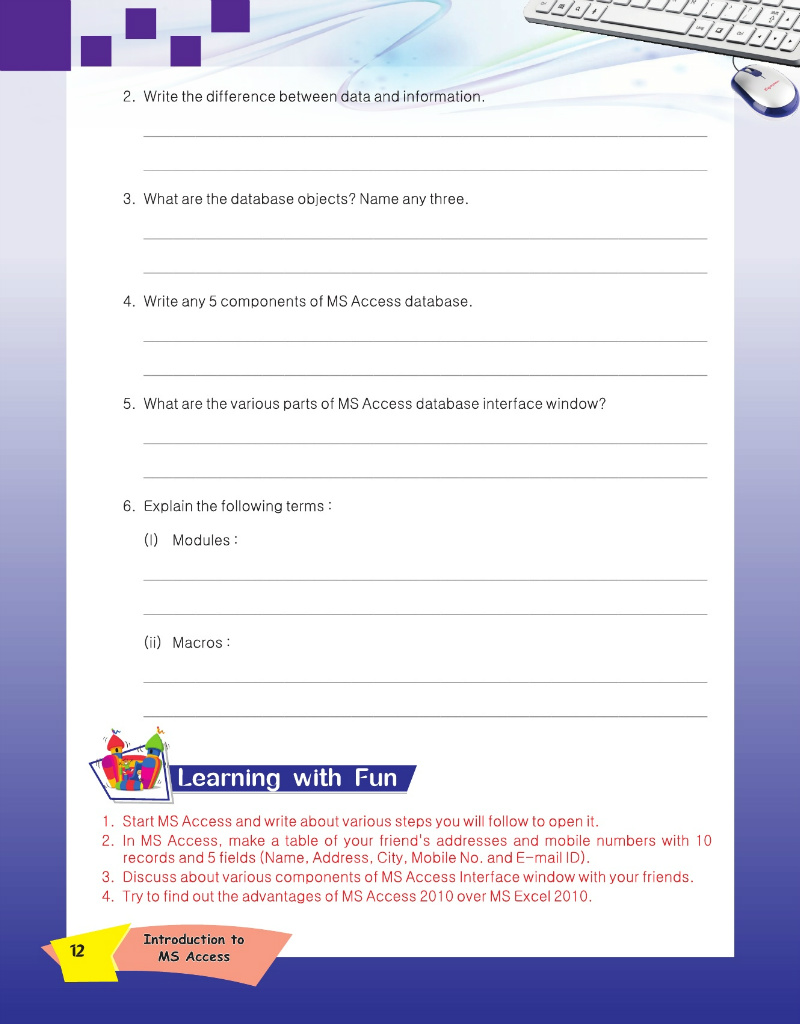 2. Write the difference between data and information.
3. What are the database objects? Name any three.
4. Write any 5 components of MS Access database.
5. What are the various parts of MS Access database interface window?
6. Explain the following terms :
(I) Modules :
(ii) Macros :
Learning with Fun
1. Start MS Access and write about various steps you will follow to open it.
2. In MS Access, make a table of your friend's addresses and mobile numbers with 10
records and 5 fields (Name, Address, City, Mobile No. and E-mail ID).
3. Discuss about various components of MS Access Interface window with your friends.
4. Try to find out the advantages of MS Access 2010 over MS Excel 2010.
12
Introduction to
MS Access